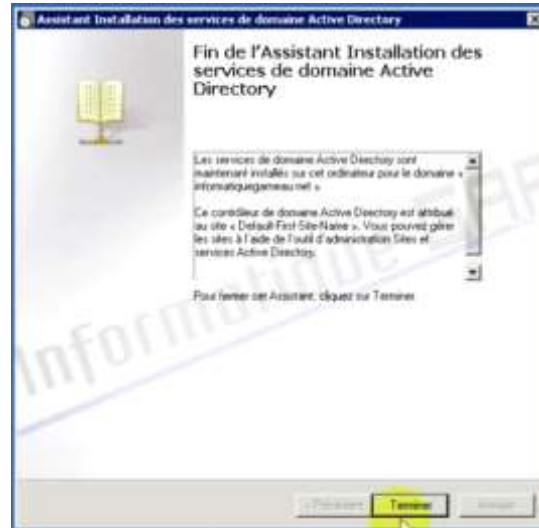 Assistant Installation des services de domaine Active Directory
Fin de l'Assistant Installation des
services de domaine Active
Directory
Les services de domaine Active Directory sont
maintenant installés sur cet ordinateur pour le domaine «
informatiquegameau.net ».
Ce contrôleur de domaine Active Directory est attribué
au site « Default-First-Site-Name ». Vous pouvez gérer
les sites à l'aide de l'outil d'administration Sites et
services Active Directory.
Pour fermer cet Assistant, cliquez sur Terminer.
Informatique
< Précédent
Terminer
Annuler